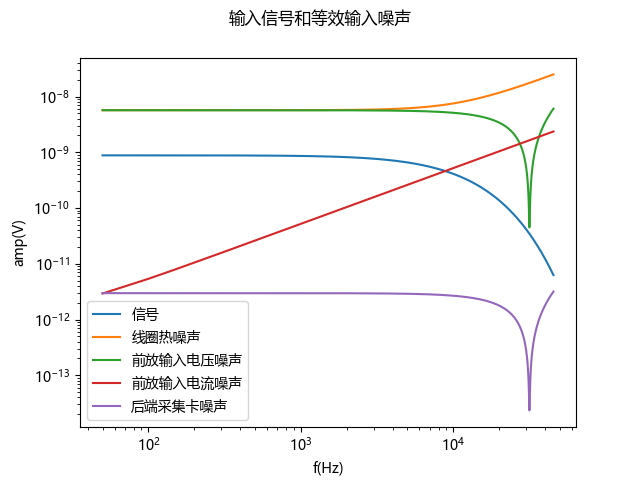 输入信号和等效输入噪声
amp(V)
10⁻⁸
10⁻⁹
10⁻¹⁰
10⁻¹¹
10⁻¹²
10⁻¹³
信号
线圈热噪声
前放输入电压噪声
前放输入电流噪声
后端采集卡噪声
10² 10³ 10⁴
f(Hz)